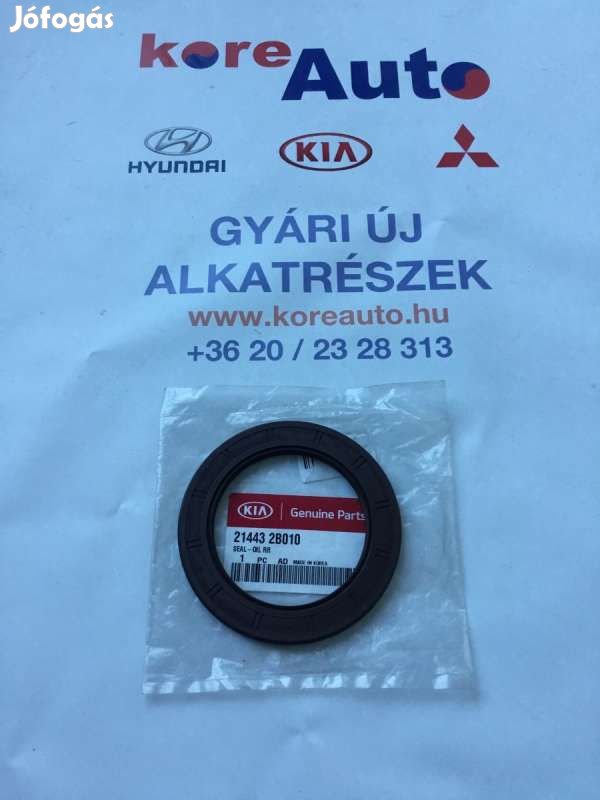 Jófogás
koreAuto
HYUNDAI
KIA
GYÁRI ÚJ
ALKATRÉSZEK
www.koreauto.hu
+36 20 / 23 28 313
KIA
Genuine Parts
21443 2B010
SEAL-OIL RR
1 PC AD MADE IN KOREA